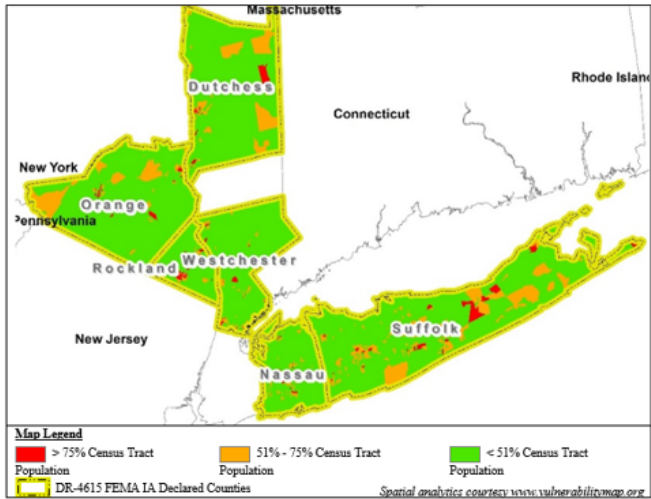 Massachusetts
Rhode Island
Dutchess
Connecticut
New York
Orange
Pennsylvania
Westchester
Rockland
Suffolk
New Jersey
Nassau
Map Legend
> 75% Census Tract Population
51% - 75% Census Tract Population
< 51% Census Tract Population
DR-4615 FEMA IA Declared Counties
Spatial analytics courtesy www.vulnerabilitymap.org